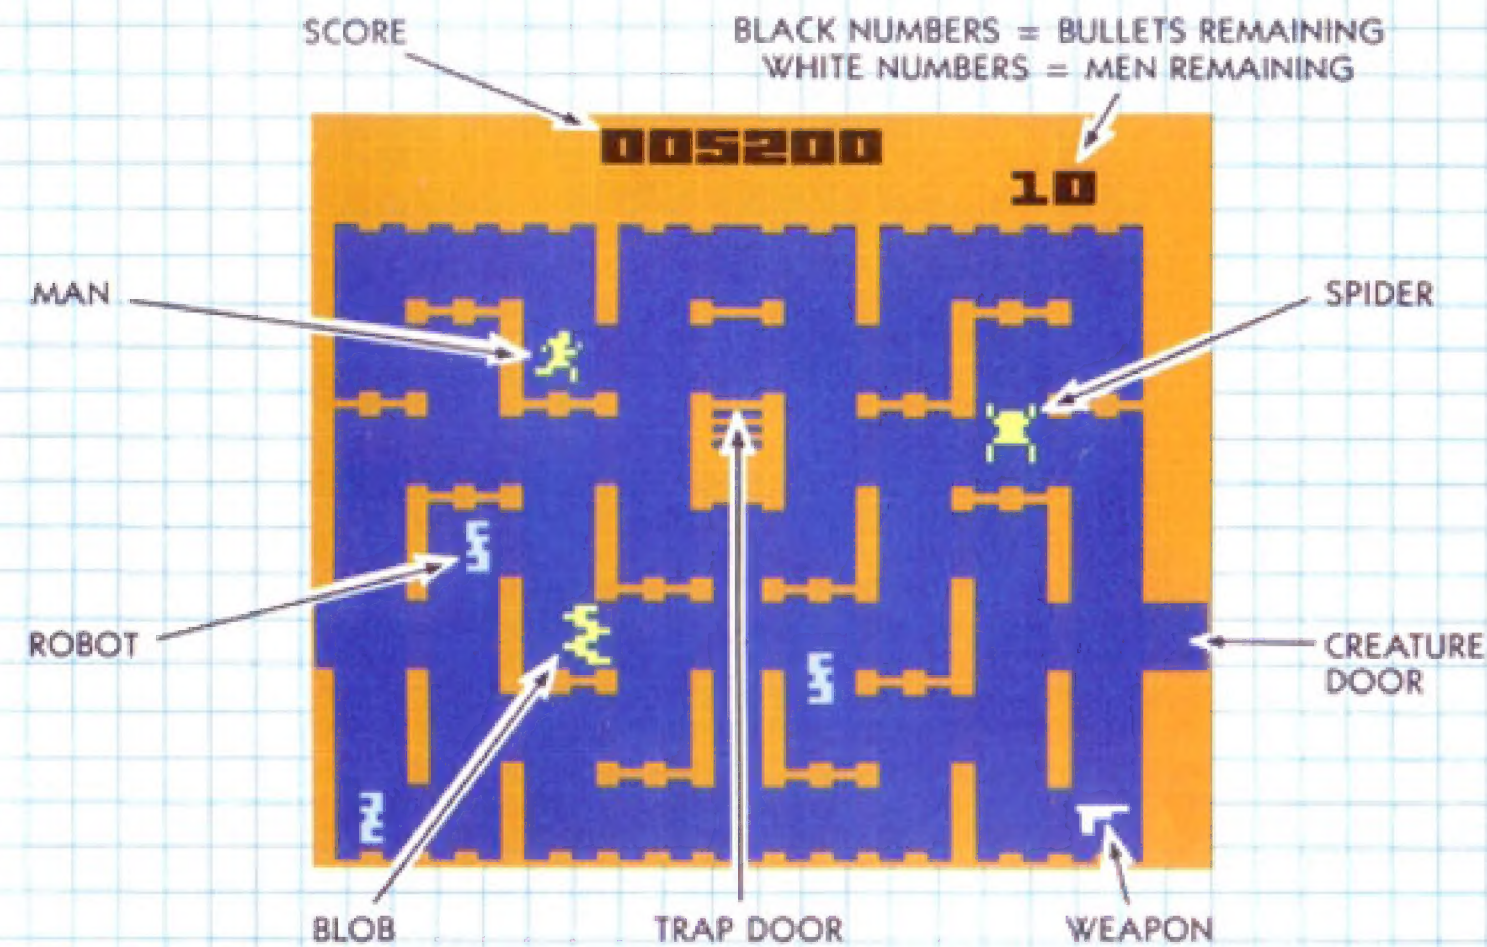 SCORE
BLACK NUMBERS = BULLETS REMAINING
WHITE NUMBERS = MEN REMAINING
005200
10
MAN
SPIDER
ROBOT
CREATURE
DOOR
BLOB
TRAP DOOR
WEAPON